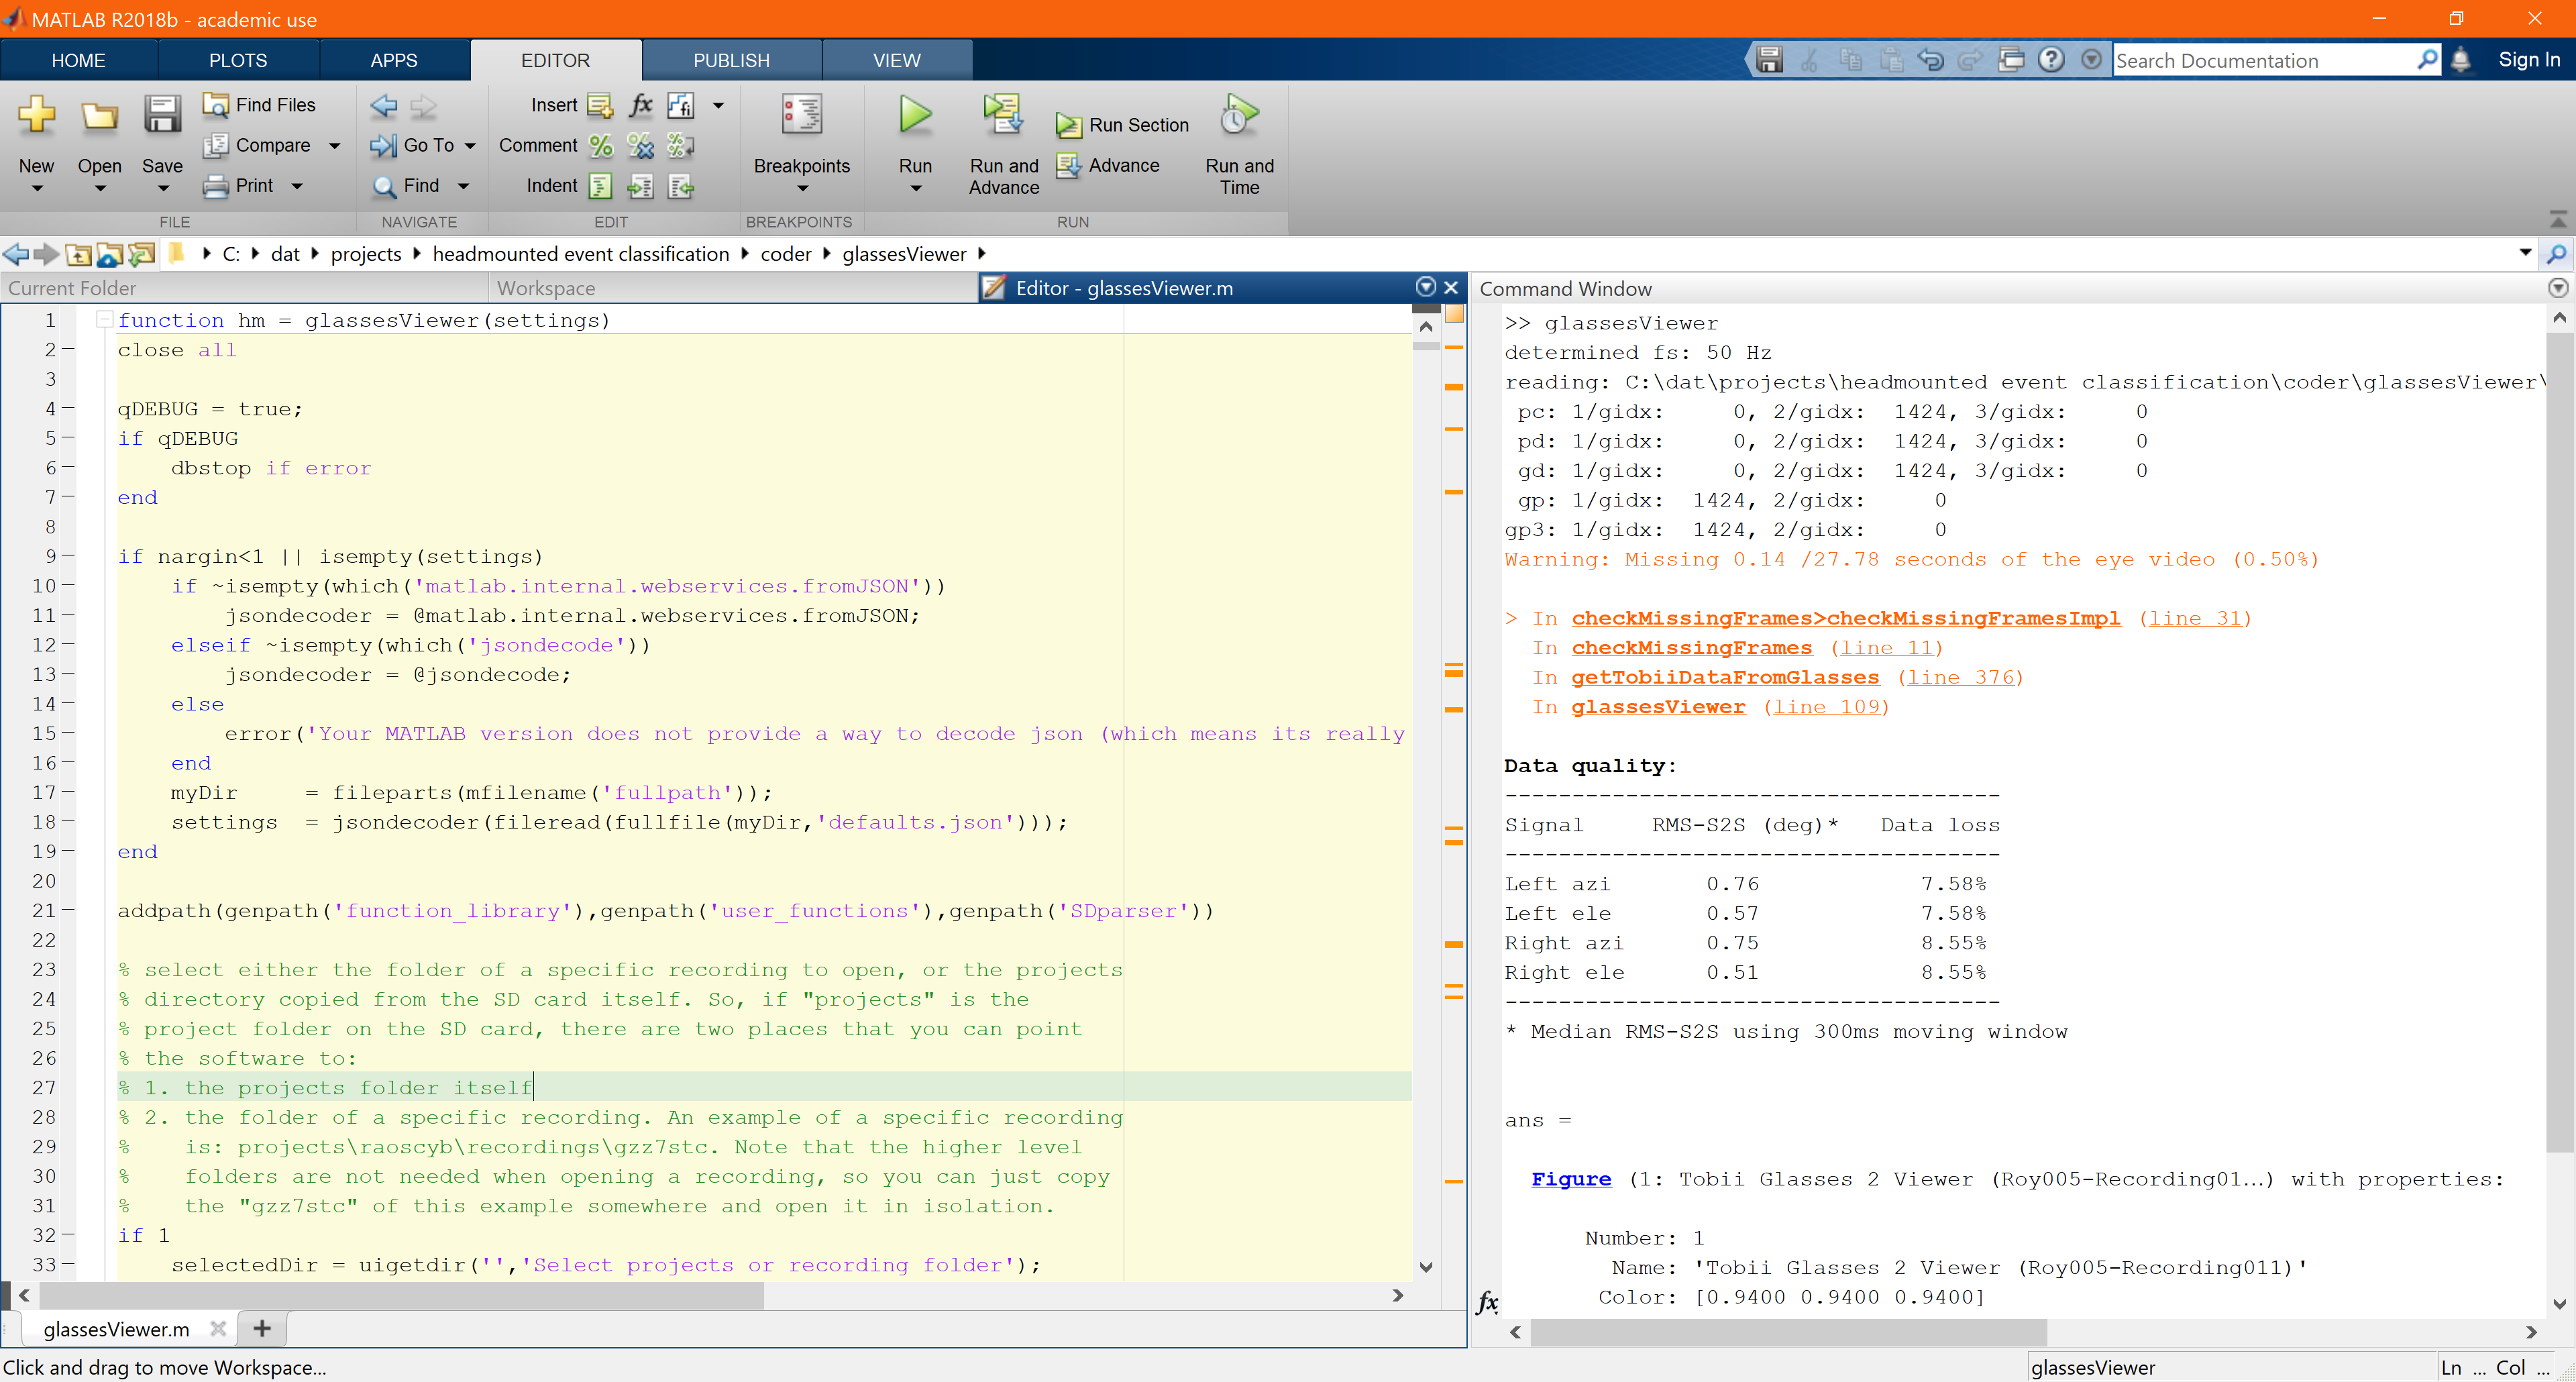 MATLAB R2018b - academic use
HOME PLOTS APPS EDITOR PUBLISH VIEW Search Documentation Sign In
New Open Save Find Files Compare Print
FILE
Go To Find
NAVIGATE
Insert fx fi
Comment % % %
Indent
EDIT
Breakpoints
BREAKPOINTS
Run Run and Advance Run Section Advance Run and Time
RUN
C: dat projects headmounted event classification coder glassesViewer
Current Folder Workspace Editor - glassesViewer.m
1 function hm = glassesViewer(settings)
2 close all
3
4 qDEBUG = true;
5 if qDEBUG
6     dbstop if error
7 end
8
9 if nargin<1 || isempty(settings)
10     if ~isempty(which('matlab.internal.webservices.fromJSON'))
11         jsondecoder = @matlab.internal.webservices.fromJSON;
12     elseif ~isempty(which('jsondecode'))
13         jsondecoder = @jsondecode;
14     else
15         error('Your MATLAB version does not provide a way to decode json (which means its really
16     end
17     myDir     = fileparts(mfilename('fullpath'));
18     settings  = jsondecoder(fileread(fullfile(myDir,'defaults.json')));
19 end
20
21 addpath(genpath('function_library'),genpath('user_functions'),genpath('SDparser'))
22
23 % select either the folder of a specific recording to open, or the projects
24 % directory copied from the SD card itself. So, if "projects" is the
25 % project folder on the SD card, there are two places that you can point
26 % the software to:
27 % 1. the projects folder itself
28 % 2. the folder of a specific recording. An example of a specific recording
29 %    is: projects\raoscyb\recordings\gzz7stc. Note that the higher level
30 %    folders are not needed when opening a recording, so you can just copy
31 %    the "gzz7stc" of this example somewhere and open it in isolation.
32 if 1
33     selectedDir = uigetdir('','Select projects or recording folder');
glassesViewer.m
Command Window
>> glassesViewer
determined fs: 50 Hz
reading: C:\dat\projects\headmounted event classification\coder\glassesViewer\
pc: 1/gidx:     0, 2/gidx:  1424, 3/gidx:     0
pd: 1/gidx:     0, 2/gidx:  1424, 3/gidx:     0
gd: 1/gidx:     0, 2/gidx:  1424, 3/gidx:     0
gp: 1/gidx:  1424, 2/gidx:     0
gp3: 1/gidx:  1424, 2/gidx:     0
Warning: Missing 0.14 /27.78 seconds of the eye video (0.50%)
> In checkMissingFrames>checkMissingFramesImpl (line 31)
In checkMissingFrames (line 11)
In getTobiiDataFromGlasses (line 376)
In glassesViewer (line 109)
Data quality:
-------------------------------------
Signal     RMS-S2S (deg)*   Data loss
-------------------------------------
Left azi       0.76            7.58%
Left ele       0.57            7.58%
Right azi      0.75            8.55%
Right ele      0.51            8.55%
-------------------------------------
* Median RMS-S2S using 300ms moving window
ans =
Figure (1: Tobii Glasses 2 Viewer (Roy005-Recording01…) with properties:
Number: 1
Name: 'Tobii Glasses 2 Viewer (Roy005-Recording011)'
Color: [0.9400 0.9400 0.9400]
fx
Click and drag to move Workspace...
glassesViewer Ln ... Col ...